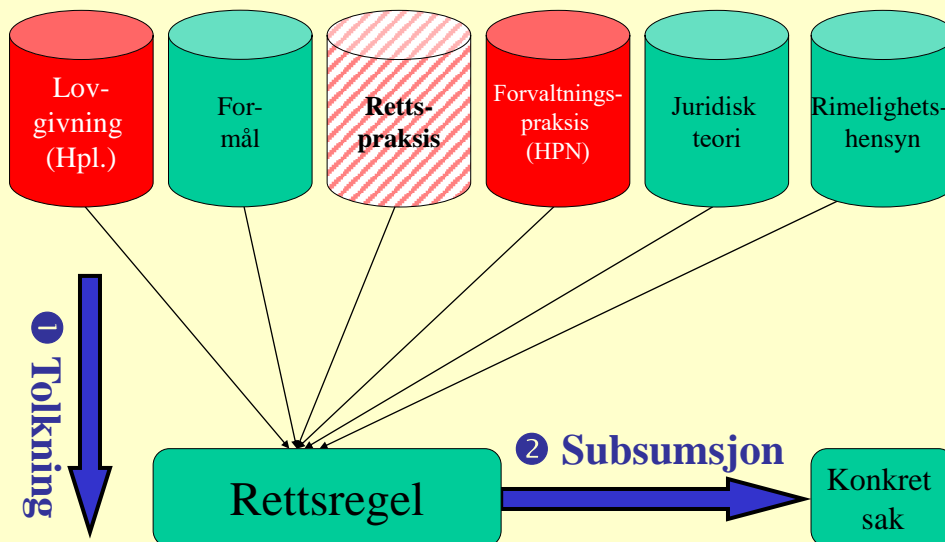 Lov-
givning
(Hpl.)
For-
mål
Retts-
praksis
Forvaltnings-
praksis
(HPN)
Juridisk
teori
Rimelighets-
hensyn
❶ Tolkning
❷ Subsumsjon
Rettsregel
Konkret
sak